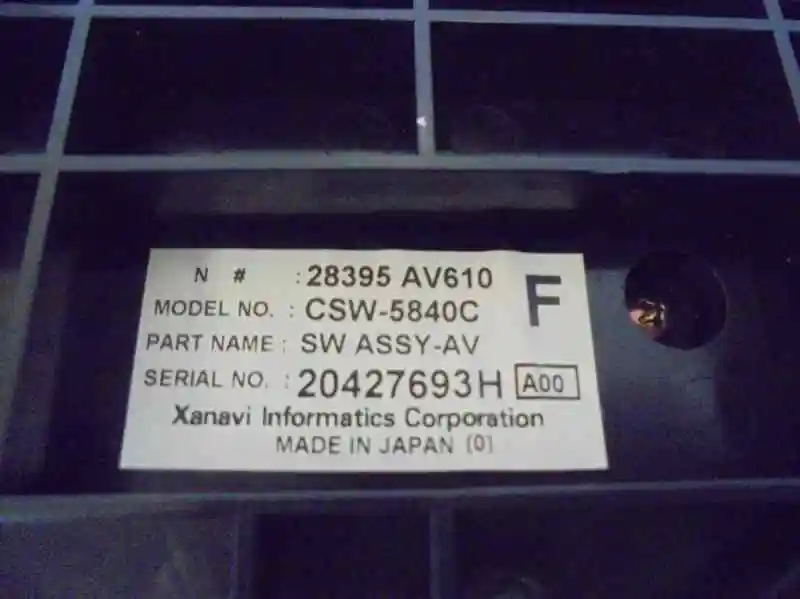 N # : 28395 AV610
F
MODEL NO. : CSW-5840C
PART NAME : SW ASSY-AV
SERIAL NO. : 20427693H A00
Xanavi Informatics Corporation
MADE IN JAPAN (0)